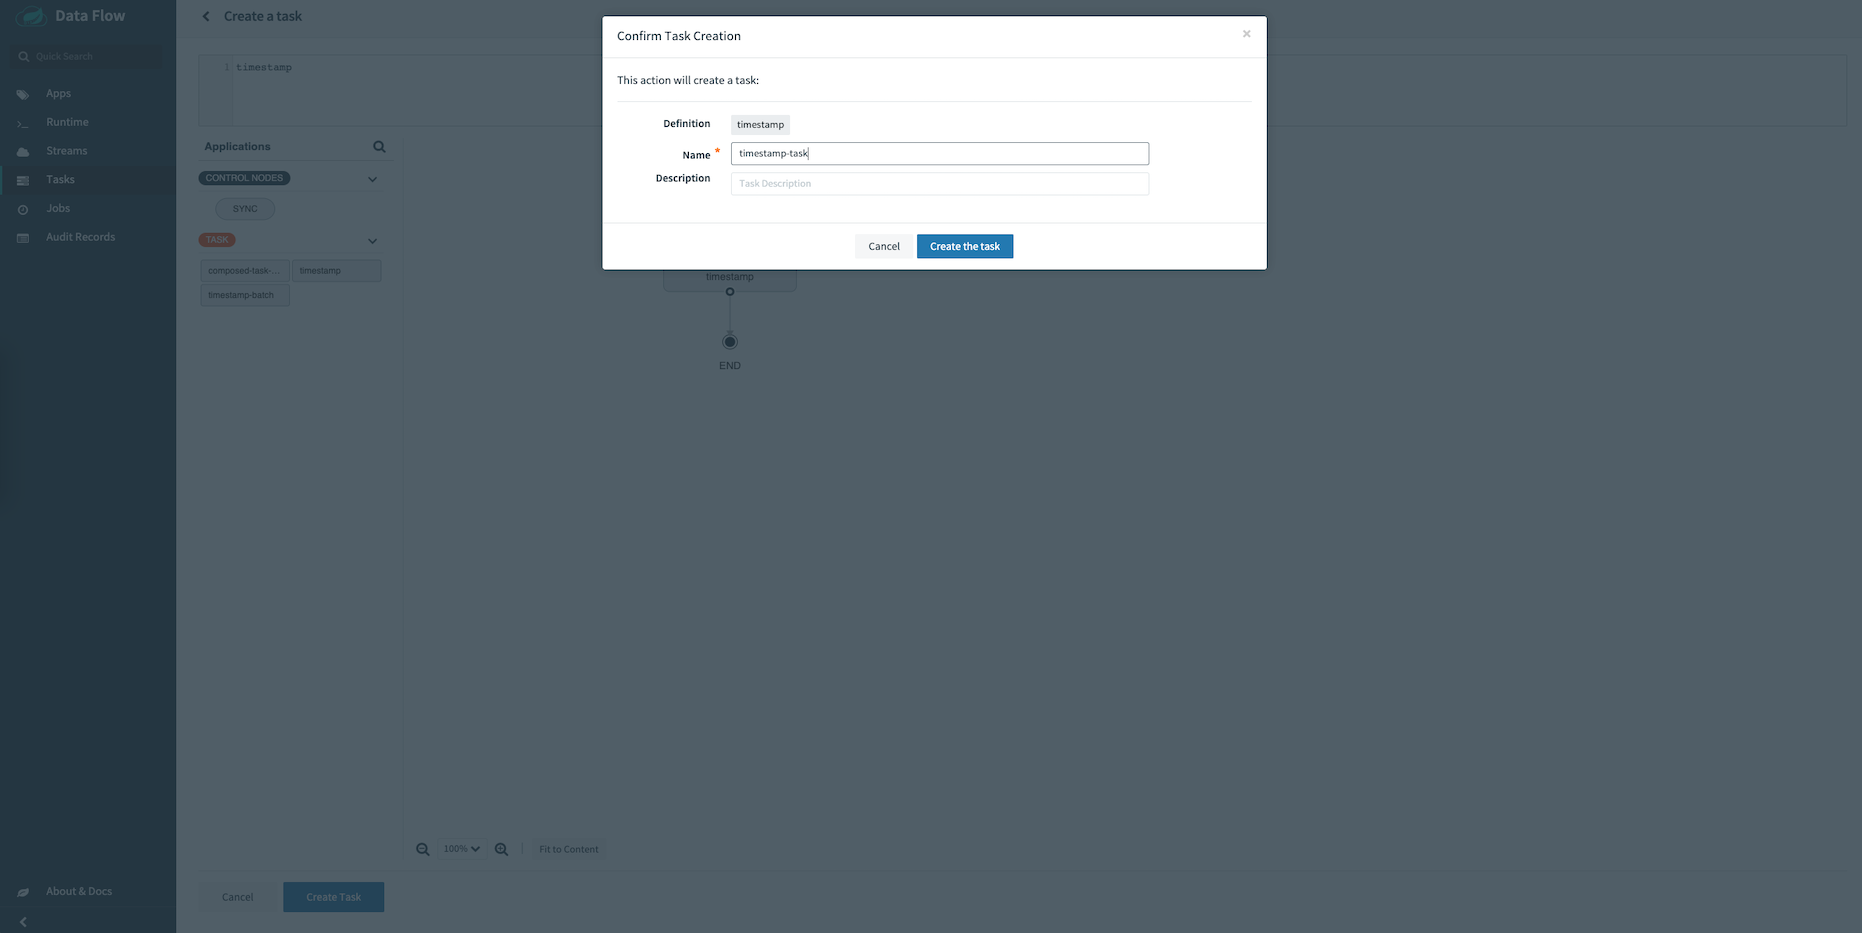 Data Flow
Quick Search
Apps
Runtime
Streams
Tasks
Jobs
Audit Records
About & Docs
Create a task
1 timestamp
Applications
CONTROL NODES
SYNC
TASK
composed-task-...
timestamp
timestamp-batch
Confirm Task Creation
×
This action will create a task:
Definition timestamp
Name * timestamp-task
Description Task Description
Cancel Create the task
timestamp
END
100%
Fit to Content
Cancel Create Task